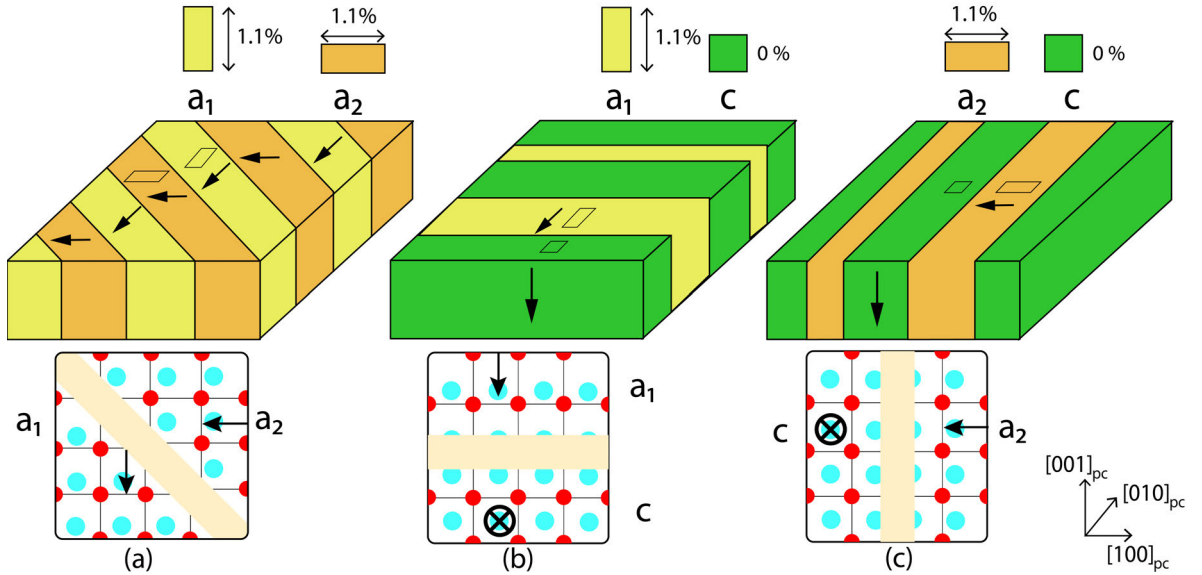 1.1%
1.1%
a1
a2
1.1%
0 %
a1
c
1.1%
0 %
a2
c
a1
a2
(a)
a1
c
(b)
c
a2
(c)
[001]pc
[010]pc
[100]pc